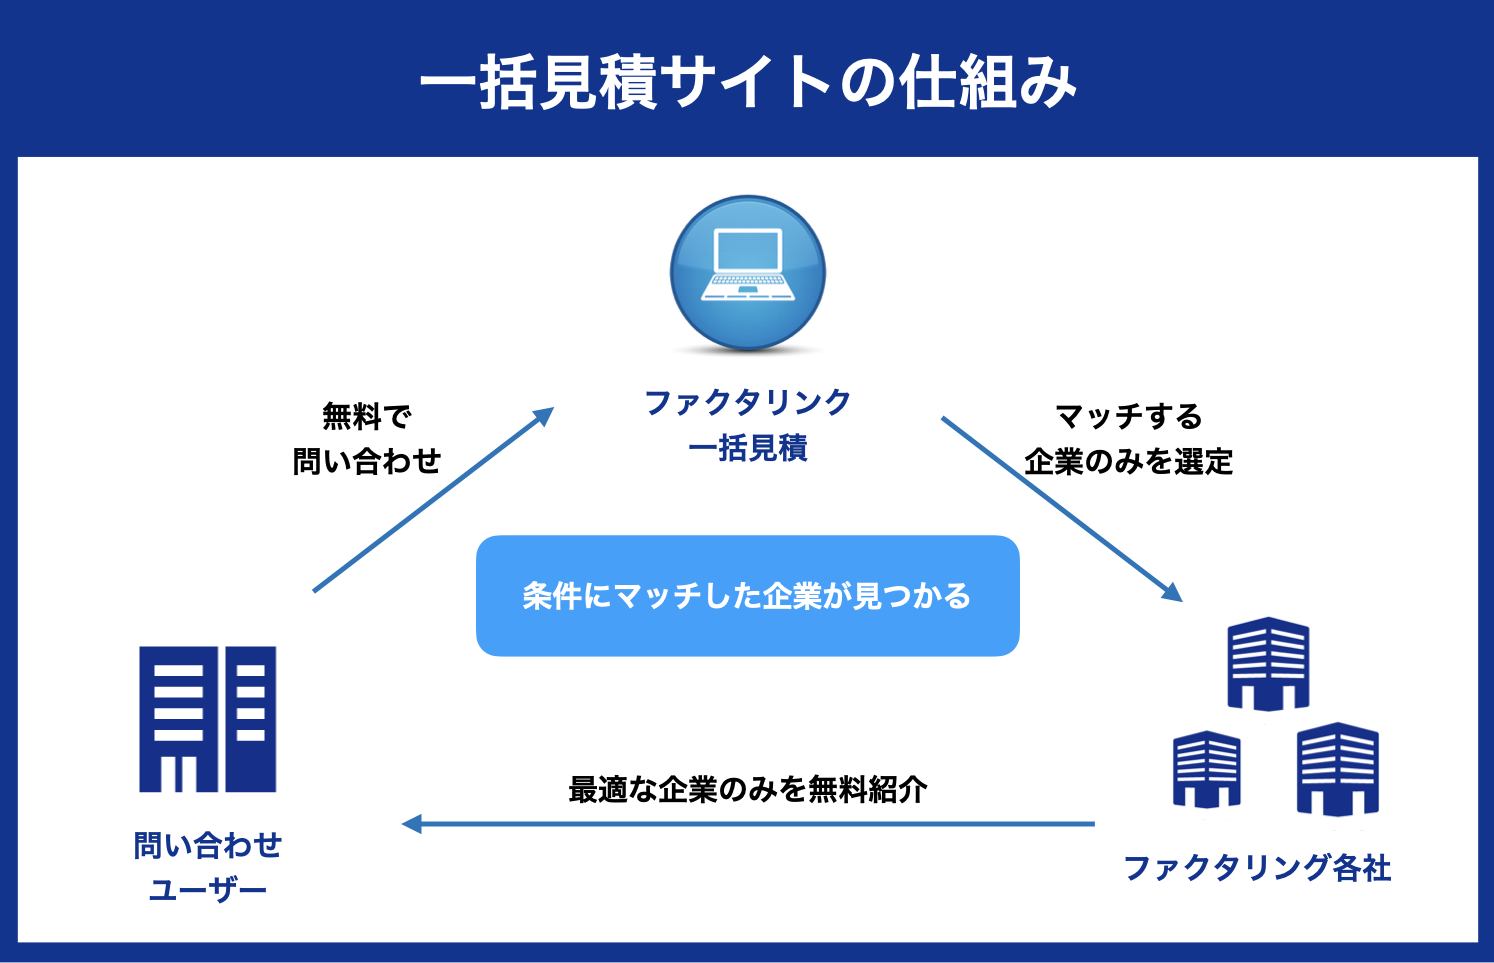 一括見積サイトの仕組み
ファクタリンク
一括見積
無料で
問い合わせ
マッチする
企業のみを選定
条件にマッチした企業が見つかる
最適な企業のみを無料紹介
問い合わせ
ユーザー
ファクタリング各社